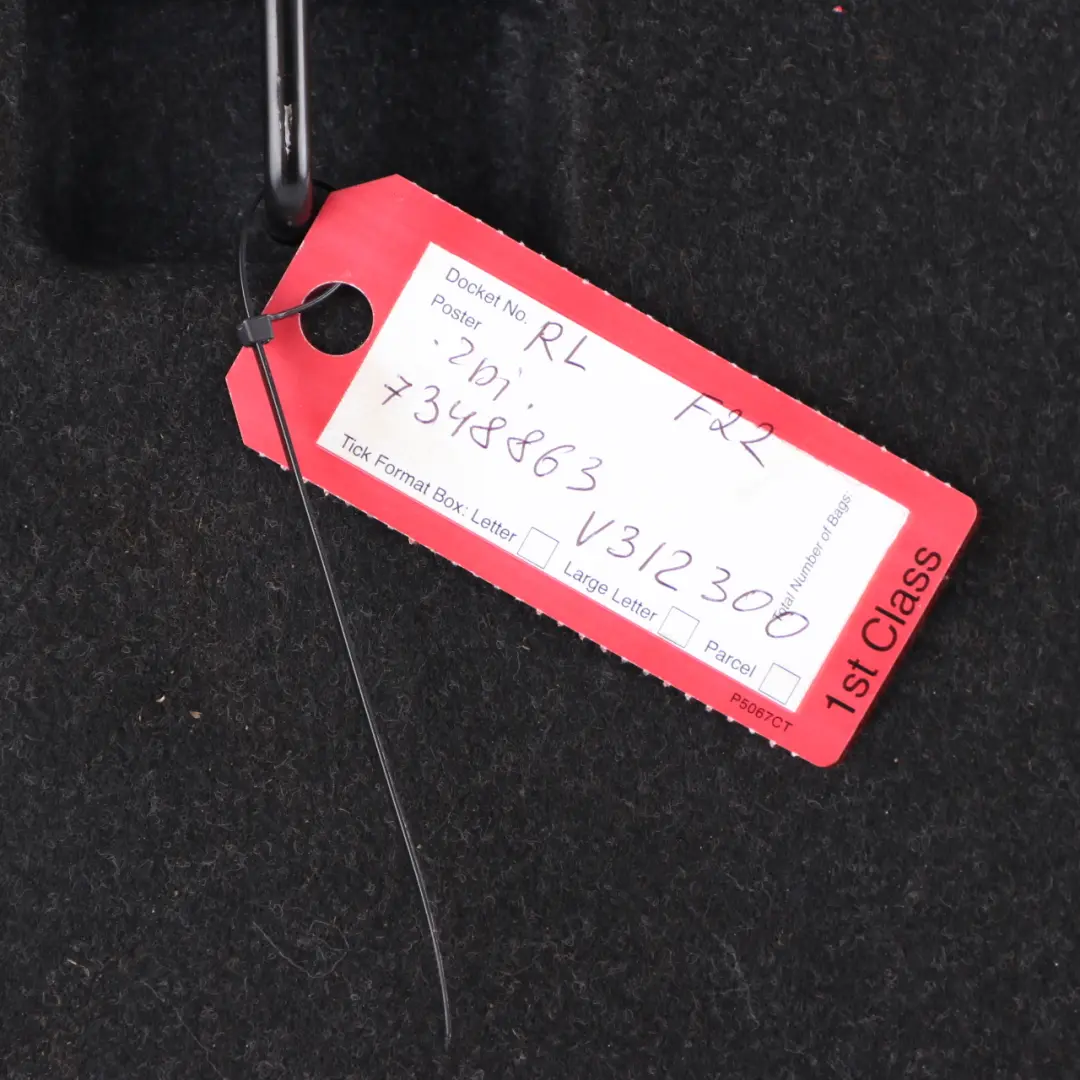 Docket No. RL F22
Poster
.2Di.
7348863 V312300
Tick Format Box: Letter Large Letter Parcel
Total Number of Bags:
P5067CT
1st Class